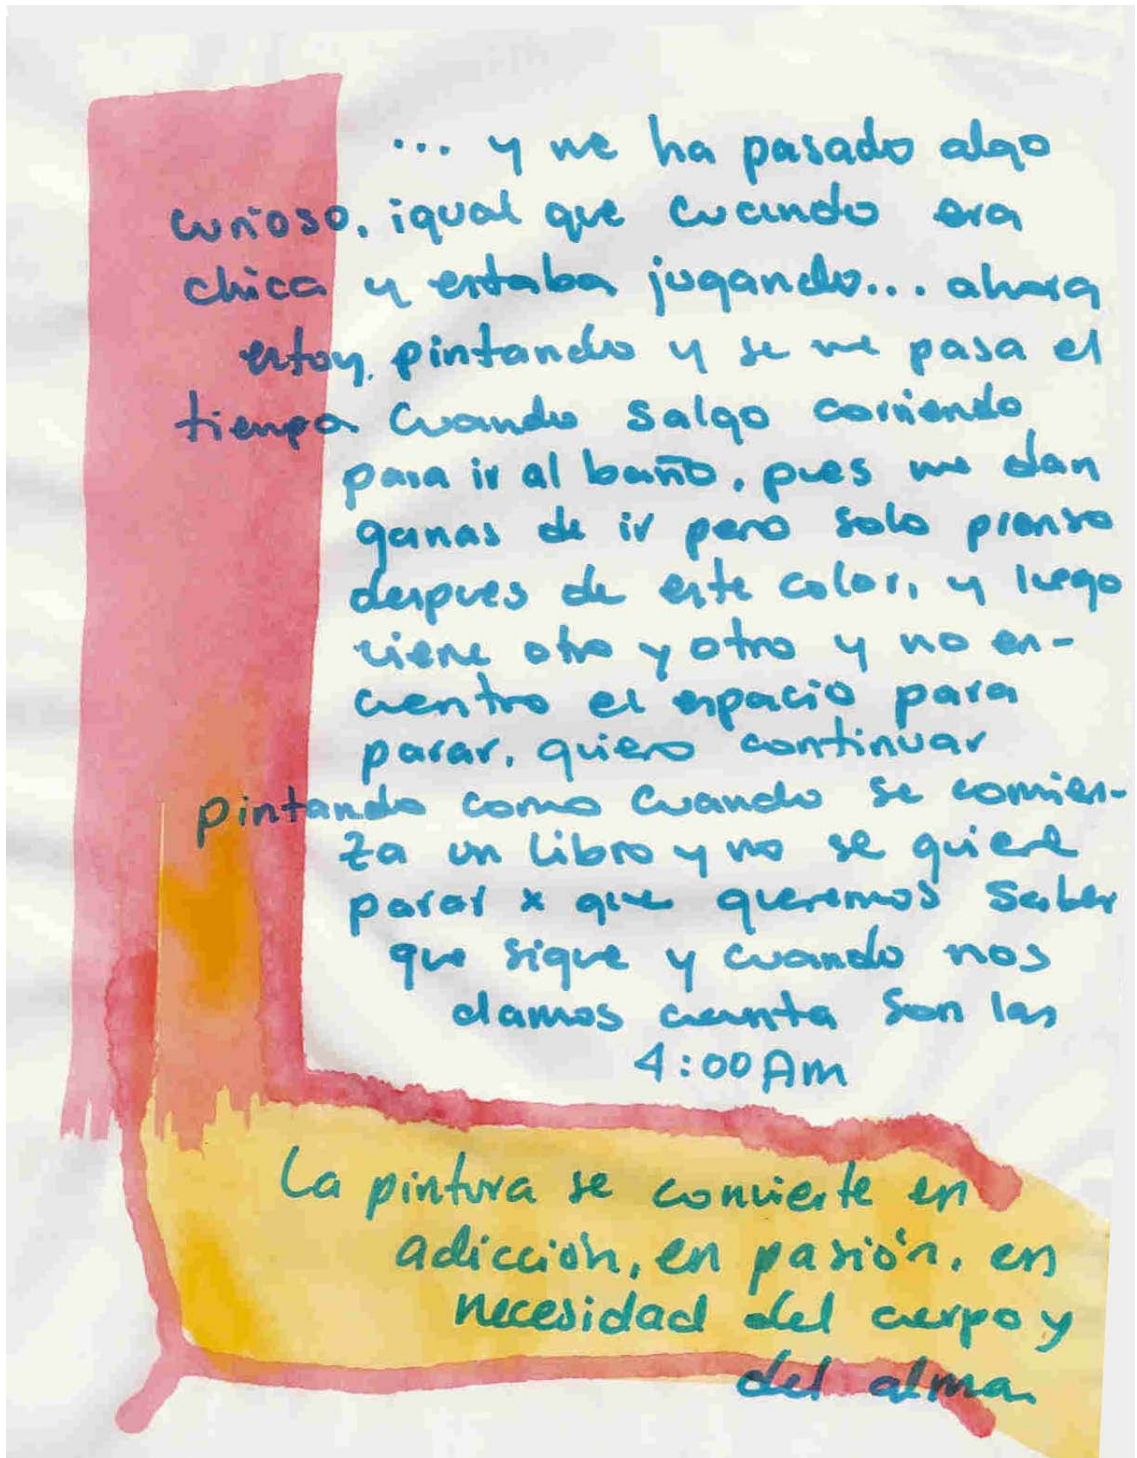 ... y me ha pasado algo
curioso, igual que cuando era
chica y estaba jugando... ahora
estoy pintando y se me pasa el
tiempo cuando salgo corriendo
para ir al baño, pues me dan
ganas de ir pero solo pienso
despues de este color, y luego
viene otro y otro y no en-
cuentro el espacio para
parar, quiero continuar
pintando como cuando se comien-
za un libro y no se quiere
parar x que queremos saber
que sigue y cuando nos
damos cuenta son las
4:00 Am
La pintura se convierte en
adicción, en pasión, en
necesidad del cuerpo y
del alma.